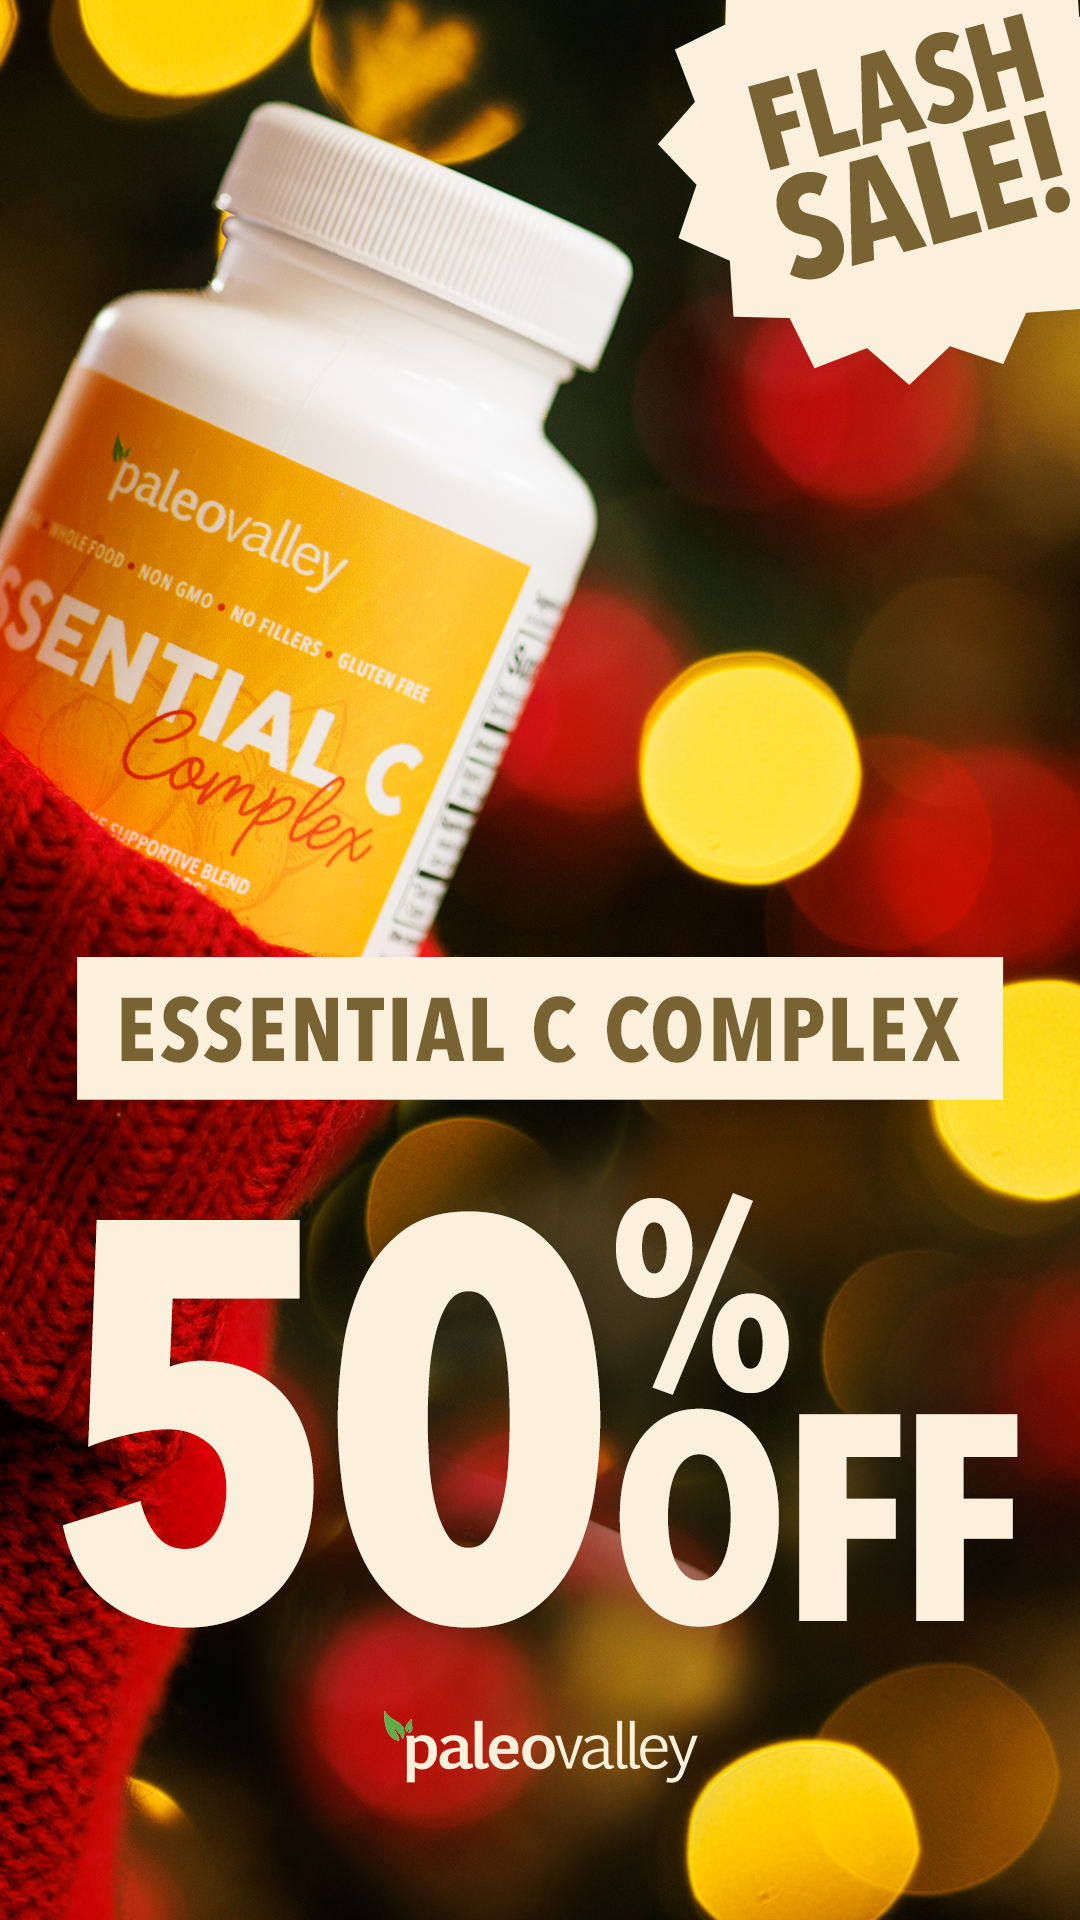 FLASH
SALE!
paleovalley
WHOLE FOOD • NON GMO • NO FILLERS • GLUTEN FREE
SSENTIAL C
Complex
SUPPORTIVE BLEND
ESSENTIAL C COMPLEX
50% OFF
paleovalley